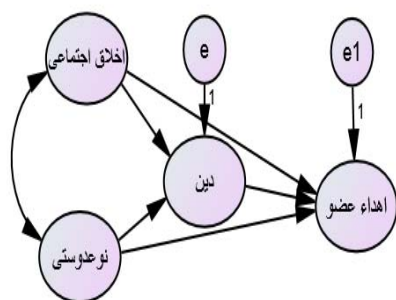 اخلاق اجتماعی
e
e1
1
1
دین
اهداء عضو
نوعدوستی